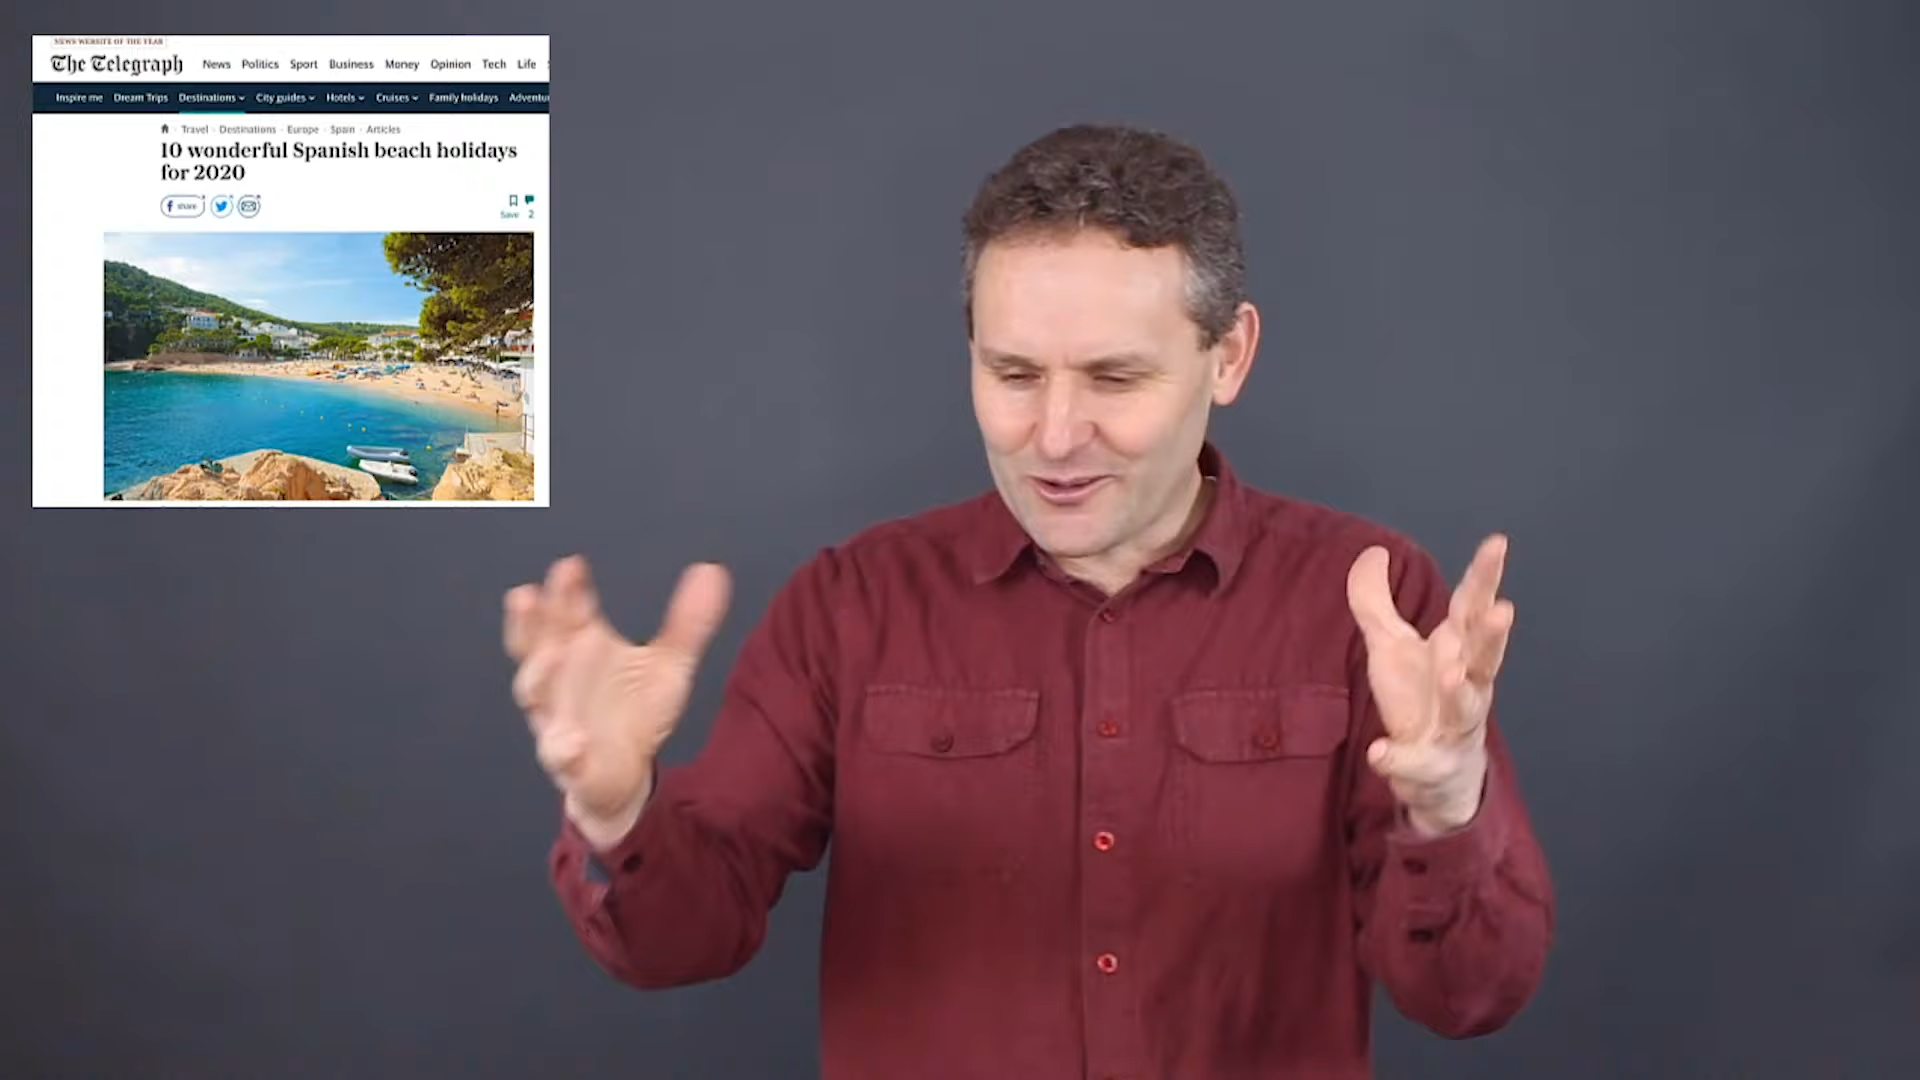 NEWS WEBSITE OF THE YEAR
The Telegraph
News Politics Sport Business Money Opinion Tech Life
Inspire me Dream Trips Destinations City guides Hotels Cruises Family holidays Adventu
Travel Destinations Europe Spain Articles
10 wonderful Spanish beach holidays
for 2020
share
Save 2